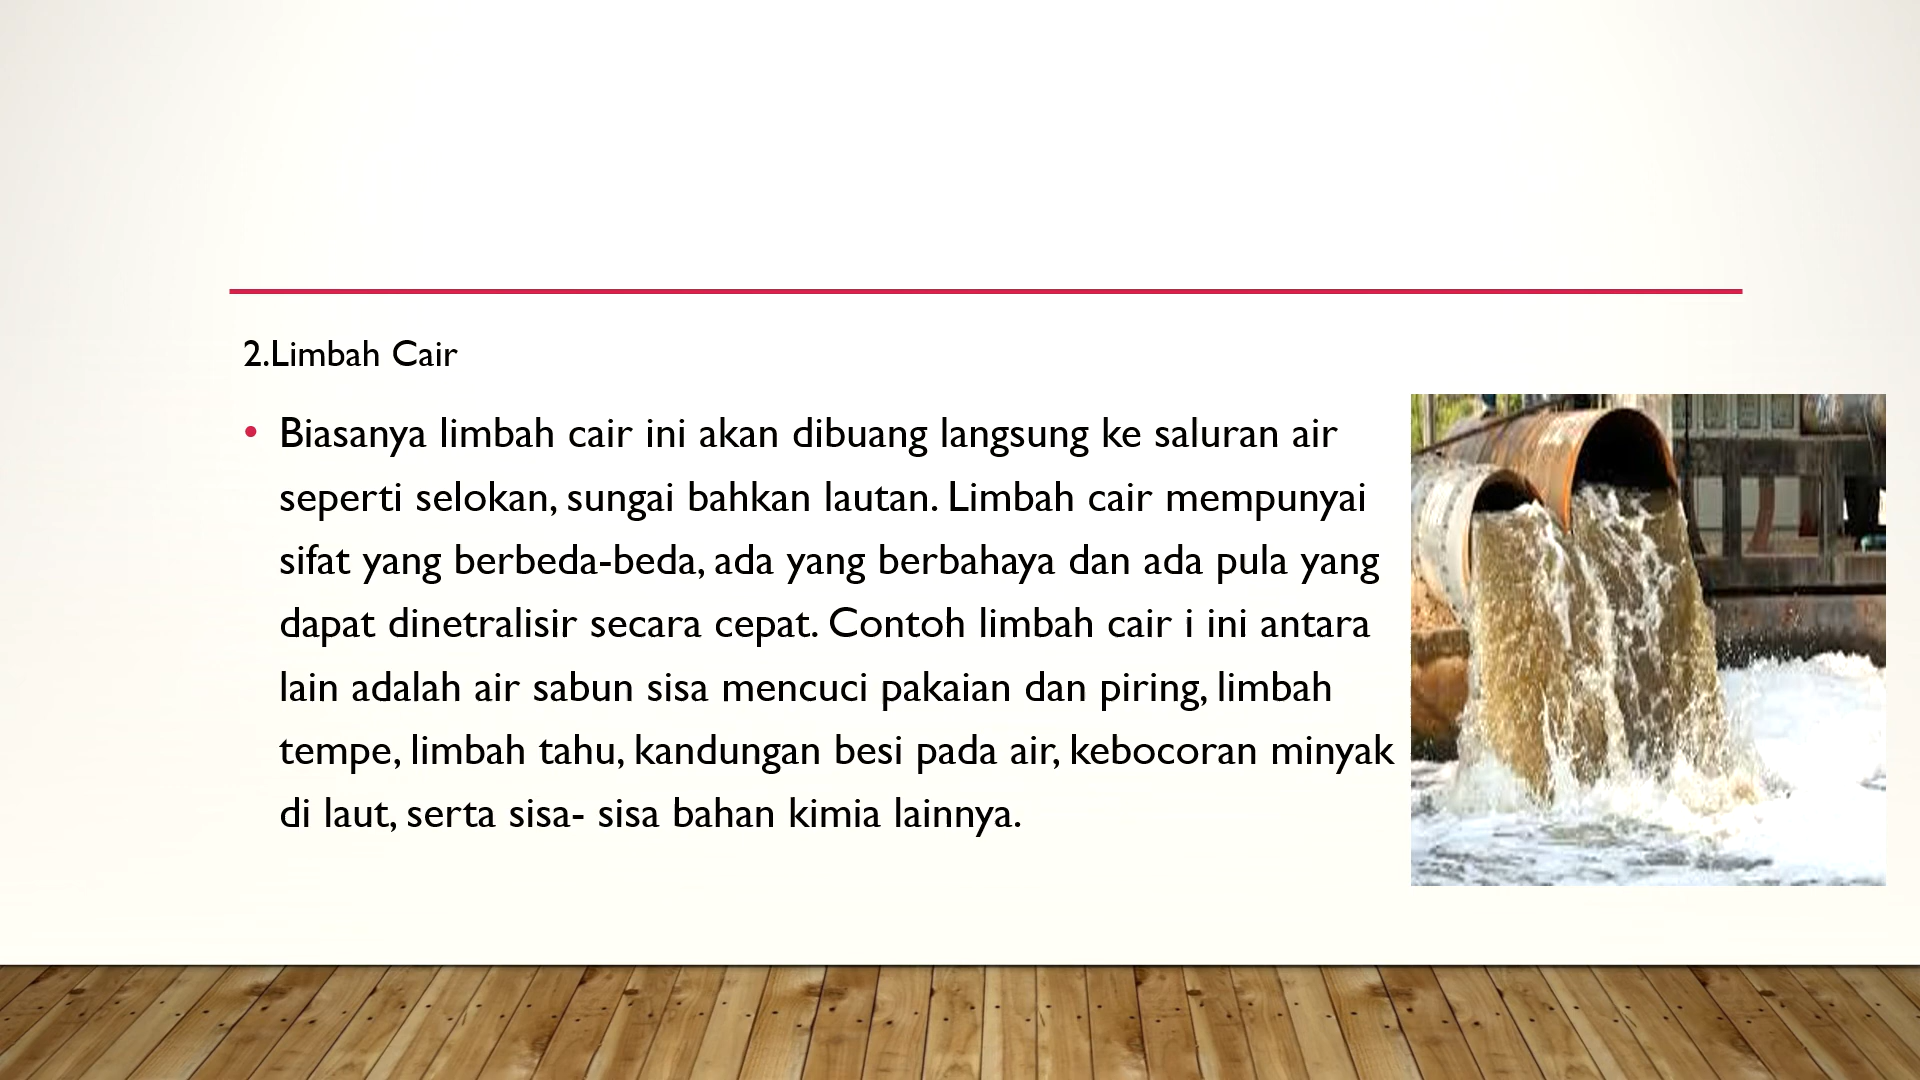 2.Limbah Cair
• Biasanya limbah cair ini akan dibuang langsung ke saluran air
seperti selokan, sungai bahkan lautan. Limbah cair mempunyai
sifat yang berbeda-beda, ada yang berbahaya dan ada pula yang
dapat dinetralisir secara cepat. Contoh limbah cair i ini antara
lain adalah air sabun sisa mencuci pakaian dan piring, limbah
tempe, limbah tahu, kandungan besi pada air, kebocoran minyak
di laut, serta sisa- sisa bahan kimia lainnya.